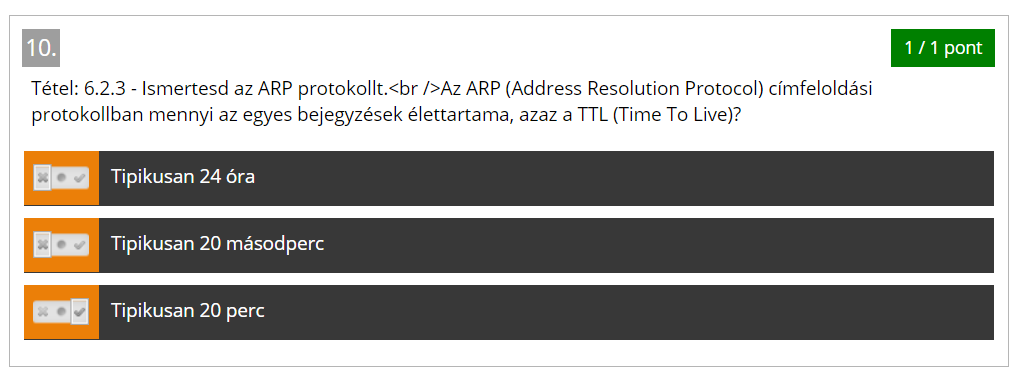 10.
1 / 1 pont
Tétel: 6.2.3 - Ismertesd az ARP protokollt.<br />Az ARP (Address Resolution Protocol) címfeloldási
protokollban mennyi az egyes bejegyzések élettartama, azaz a TTL (Time To Live)?
Tipikusan 24 óra
Tipikusan 20 másodperc
Tipikusan 20 perc